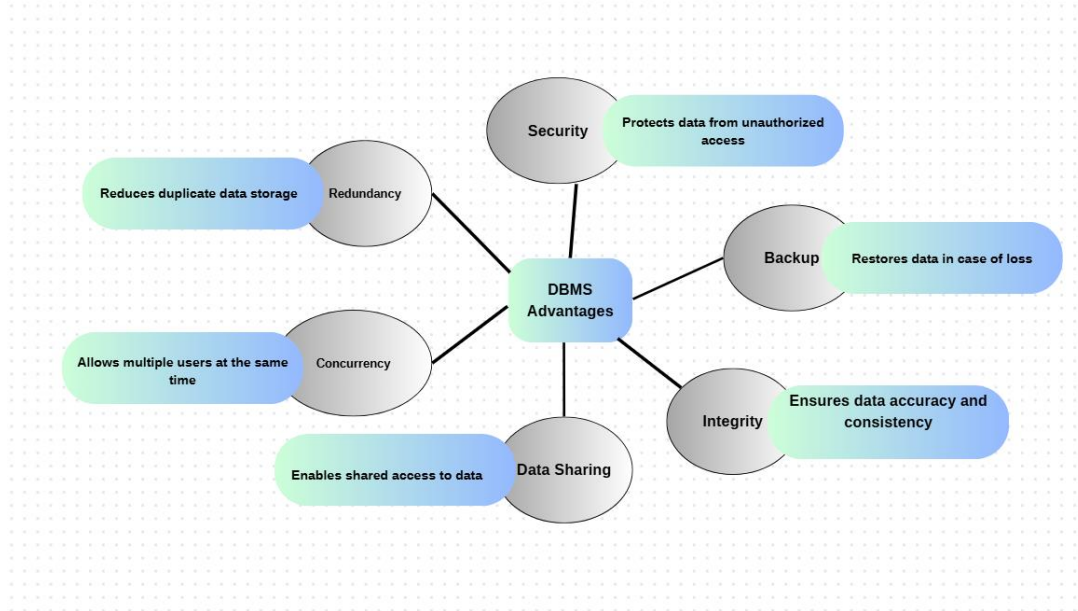 Security
Protects data from unauthorized
access
Reduces duplicate data storage
Redundancy
Backup
Restores data in case of loss
DBMS
Advantages
Allows multiple users at the same
time
Concurrency
Integrity
Ensures data accuracy and
consistency
Enables shared access to data
Data Sharing